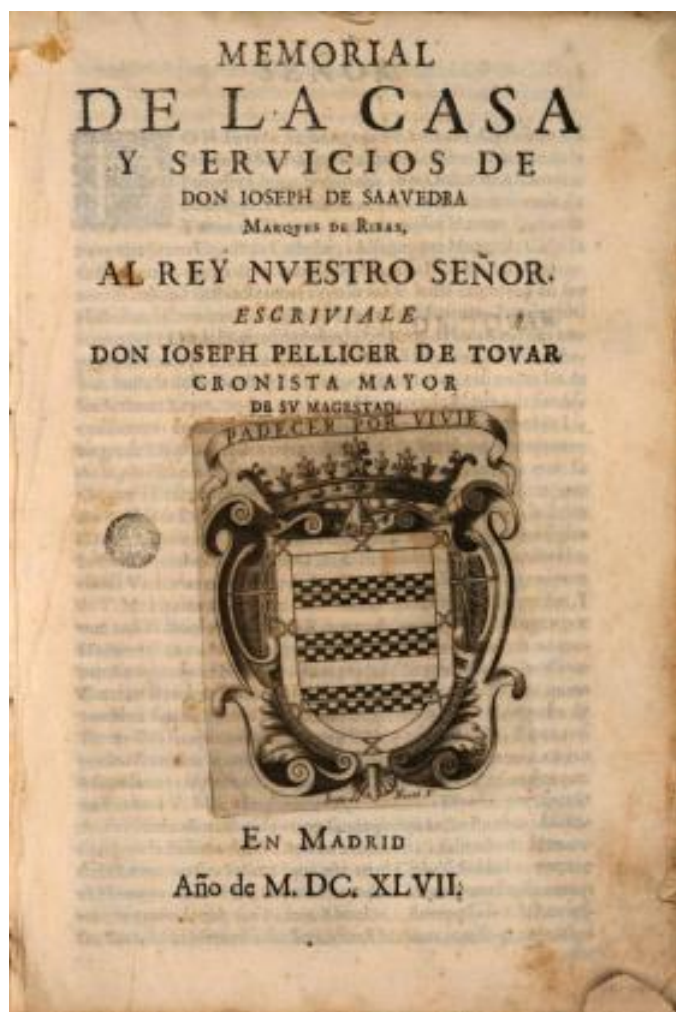 MEMORIAL
DE LA CASA
Y SERVICIOS DE
DON IOSEPH DE SAAVEDRA
MARQVES DE RIBAS,
AL REY NVESTRO SEÑOR.
ESCRIVIALE
DON IOSEPH PELLICER DE TOVAR
CRONISTA MAYOR
DE SV MAGESTAD.
PADECER POR VIVIR
EN MADRID
Año de M. DC. XLVII.